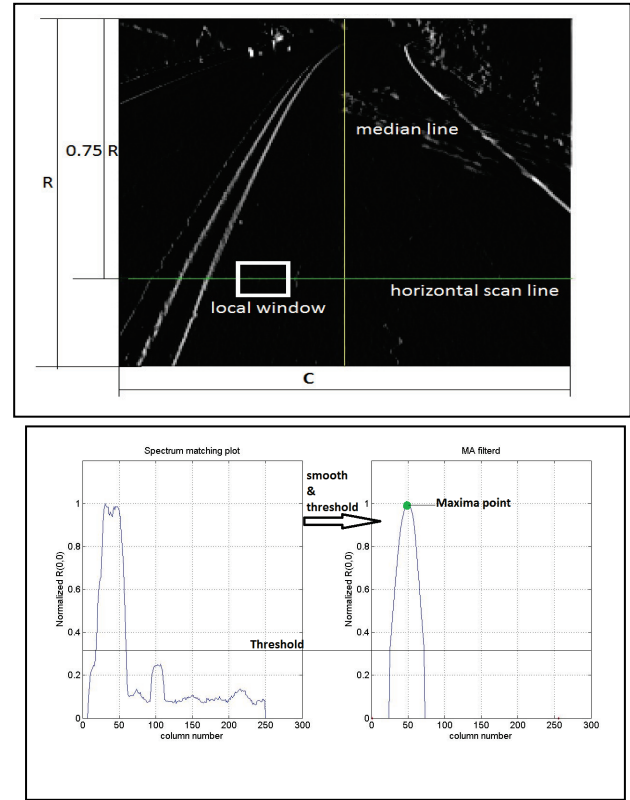 median line
0.75 R
R
horizontal scan line
local window
C
Spectrum matching plot
smooth
&
threshold
MA filterd
Maxima point
Normalized R(0,0)
1
0.8
0.6
0.4
0.2
0
Threshold
0 50 100 150 200 250 300
column number
Normalized R(0,0)
1
0.8
0.6
0.4
0.2
0
0 50 100 150 200 250 300
column number